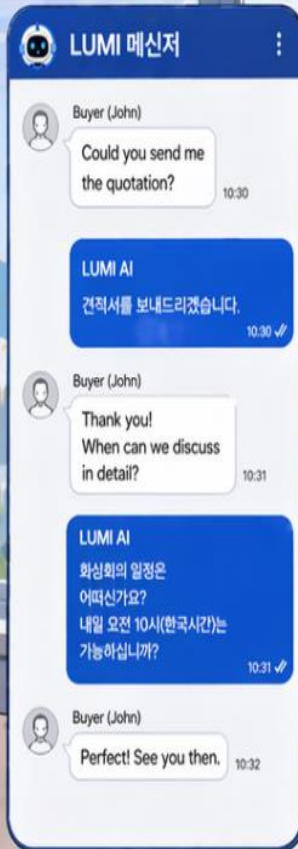 LUMI 메신저
Buyer (John)
Could you send me
the quotation?
10:30
LUMI AI
견적서를 보내드리겠습니다.
10:30
Buyer (John)
Thank you!
When can we discuss
in detail?
10:31
LUMI AI
화상회의 일정은
어떠신가요?
내일 오전 10시(한국시간)는
가능하십니까?
10:31
Buyer (John)
Perfect! See you then.
10:32